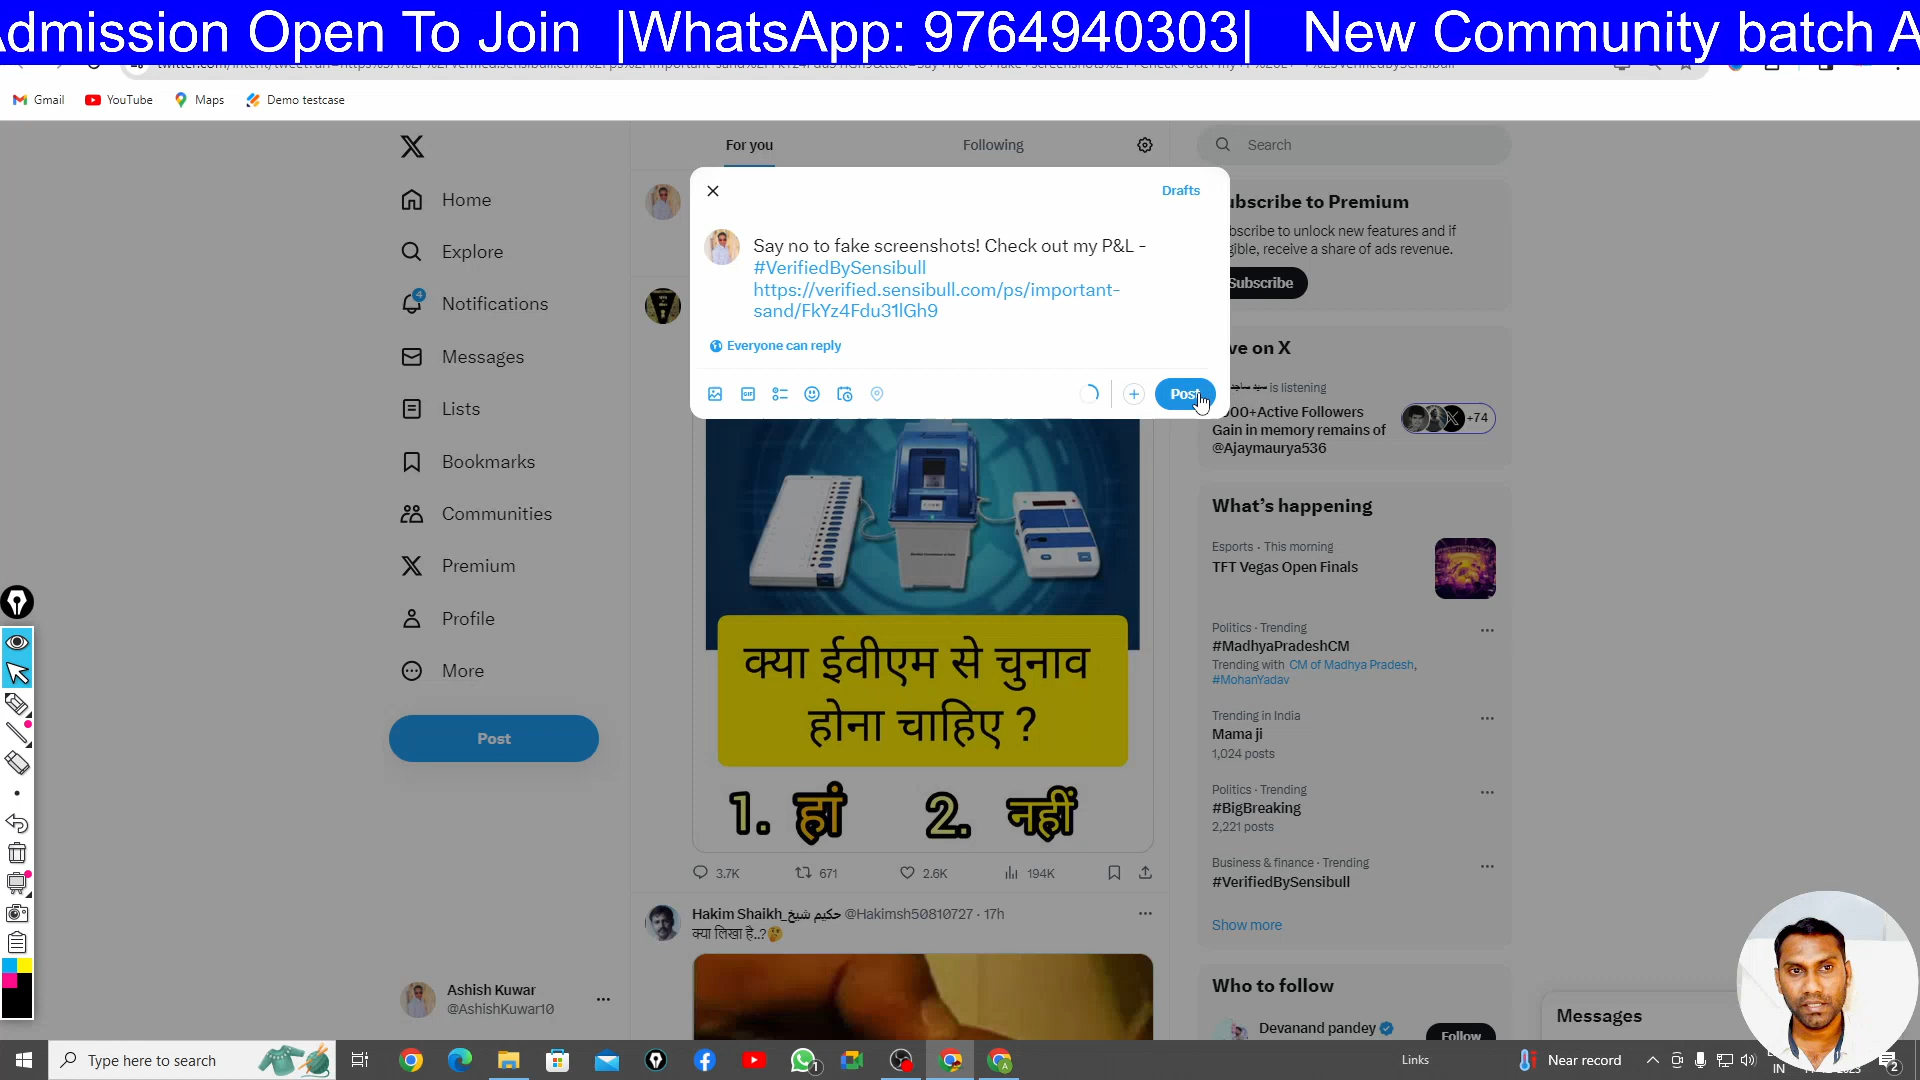 dmission Open To Join |WhatsApp: 9764940303| New Community batch A
Gmail
YouTube
Maps
Demo testcase
For you
Following
Search
Home
Explore
4
Notifications
Messages
Lists
Bookmarks
Communities
Premium
Profile
More
Post
Ashish Kuwar
@AshishKuwar10
Drafts
Say no to fake screenshots! Check out my P&L -
#VerifiedBySensibull
https://verified.sensibull.com/ps/important-
sand/FkYz4Fdu31lGh9
Everyone can reply
GIF
Post
क्या ईवीएम से चुनाव
होना चाहिए ?
1. हां 2. नहीं
3.7K
671
2.6K
194K
Hakim Shaikh_حكيم شيخ @Hakimsh50810727 · 17h
क्या लिखा है..?🤔
ubscribe to Premium
bscribe to unlock new features and if
gible, receive a share of ads revenue.
Subscribe
ve on X
is listening
00+Active Followers
Gain in memory remains of
@Ajaymaurya536
+74
What's happening
Esports · This morning
TFT Vegas Open Finals
Politics · Trending
#MadhyaPradeshCM
Trending with CM of Madhya Pradesh,
#MohanYadav
Trending in India
Mama ji
1,024 posts
Politics · Trending
#BigBreaking
2,221 posts
Business & finance · Trending
#VerifiedBySensibull
Show more
Who to follow
Devanand pandey
Follow
Messages
Type here to search
1
Links
Near record
IN
2